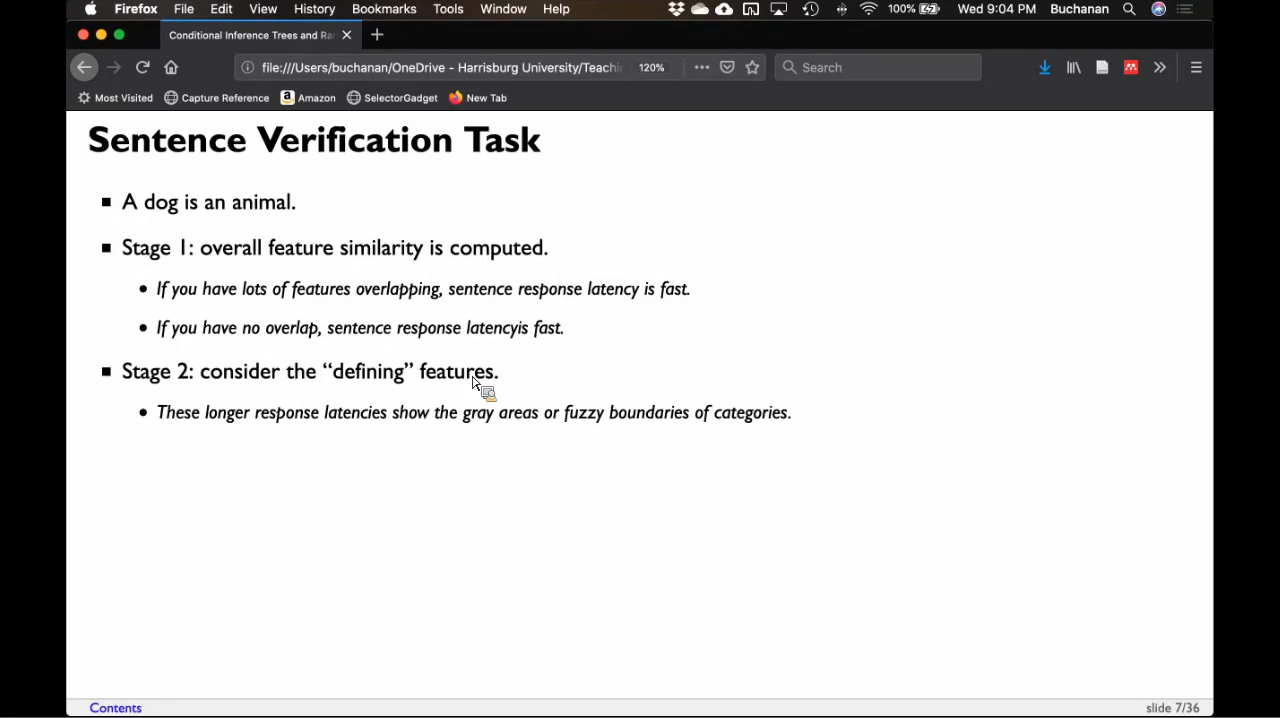 Firefox File Edit View History Bookmarks Tools Window Help 100% Wed 9:04 PM Buchanan
Conditional Inference Trees and Ra
file:///Users/buchanan/OneDrive - Harrisburg University/Teachi 120% Search
Most Visited Capture Reference Amazon SelectorGadget New Tab
Sentence Verification Task
A dog is an animal.
Stage 1: overall feature similarity is computed.
If you have lots of features overlapping, sentence response latency is fast.
If you have no overlap, sentence response latencyis fast.
Stage 2: consider the “defining” features.
These longer response latencies show the gray areas or fuzzy boundaries of categories.
Contents slide 7/36